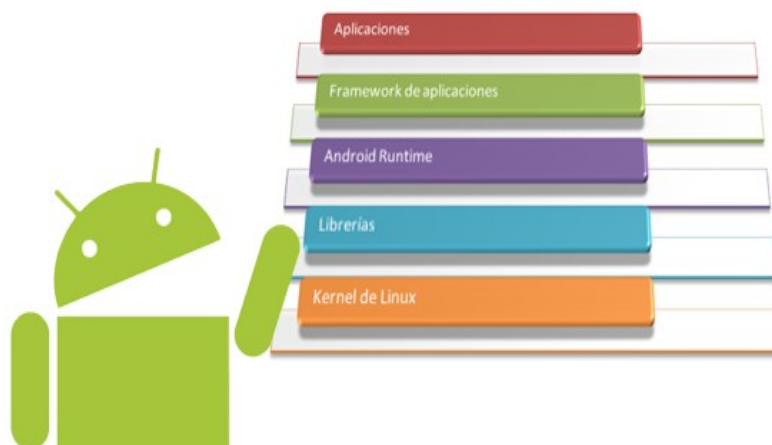 Aplicaciones
Framework de aplicaciones
Android Runtime
Librerías
Kernel de Linux